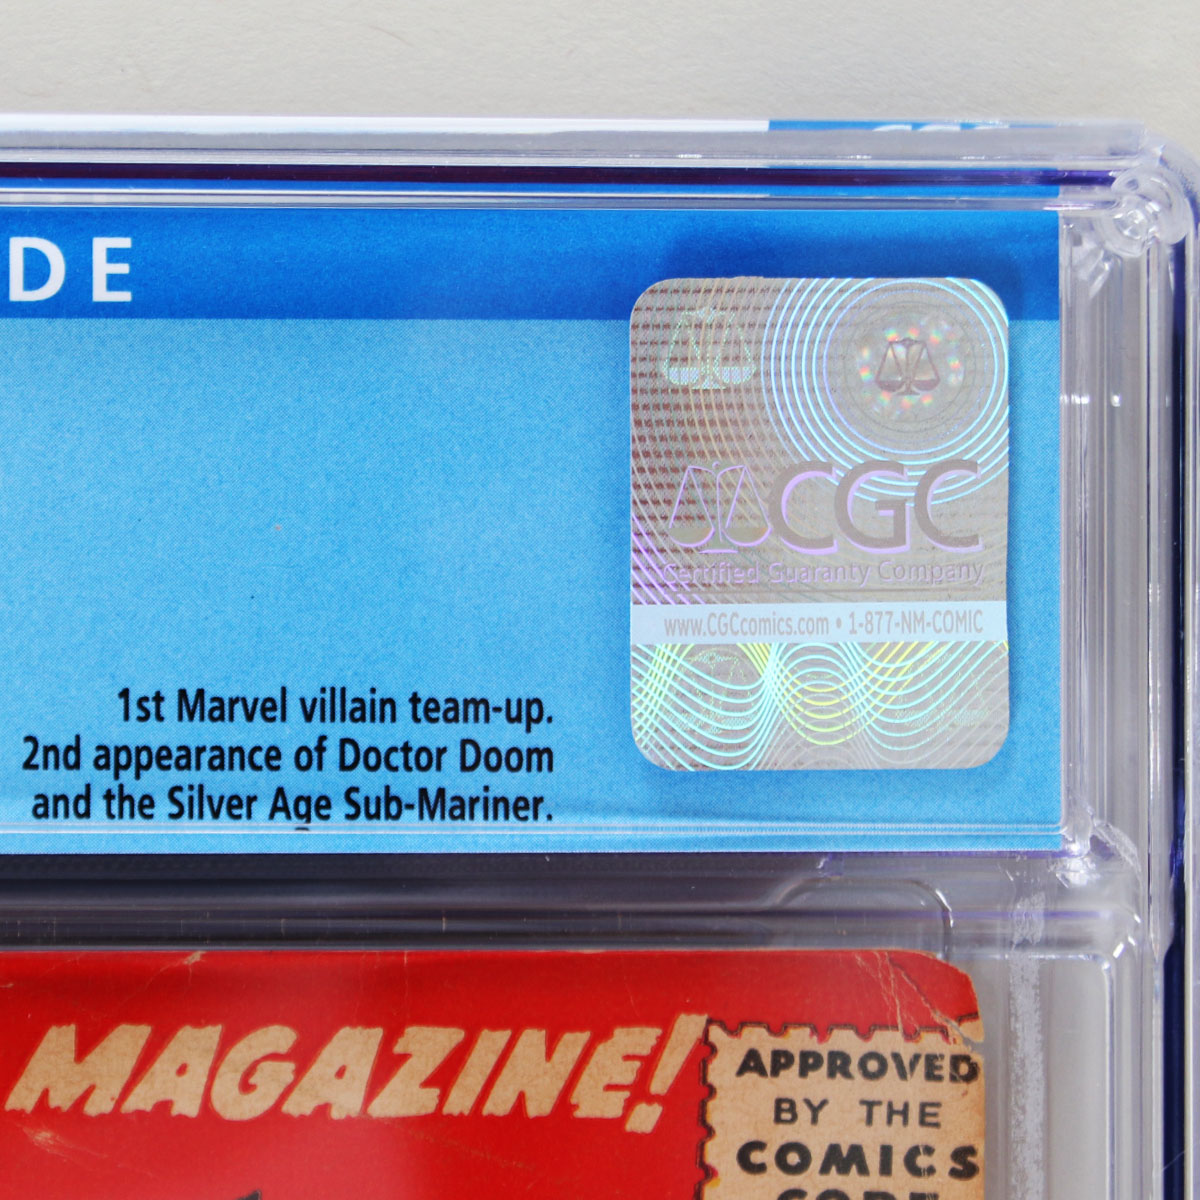 DE
CGC
Certified Guaranty Company
www.CGCcomics.com • 1-877-NM-COMIC
1st Marvel villain team-up.
2nd appearance of Doctor Doom
and the Silver Age Sub-Mariner.
MAGAZINE!
APPROVED
BY THE
COMICS
CODE